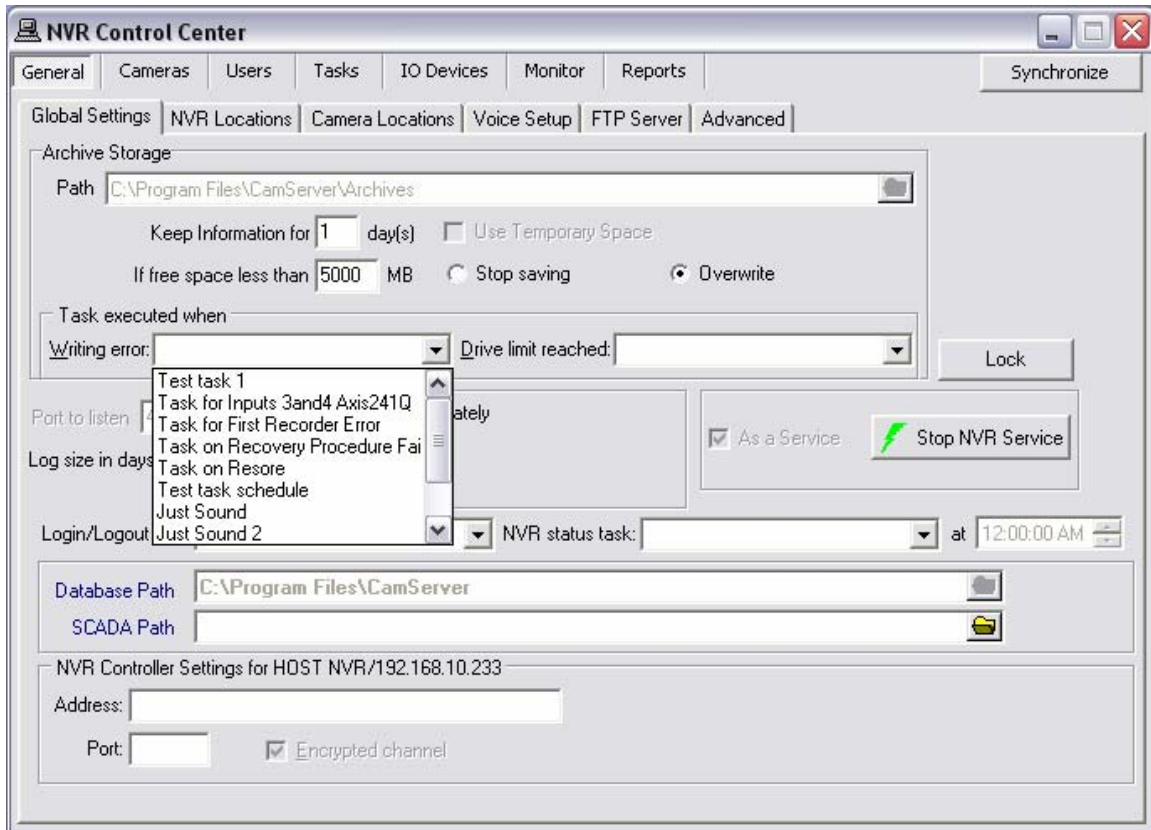 NVR Control Center
General Cameras Users Tasks IO Devices Monitor Reports Synchronize
Global Settings NVR Locations Camera Locations Voice Setup FTP Server Advanced
Archive Storage
Path C:\Program Files\CamServer\Archives
Keep Information for 1 day(s) Use Temporary Space
If free space less than 5000 MB Stop saving Overwrite
Task executed when
Writing error: Drive limit reached: Lock
Test task 1
Task for Inputs 3and4 Axis241Q
Task for First Recorder Error
Task on Recovery Procedure Fai
Task on Resore
Test task schedule
Just Sound
Just Sound 2
Port to listen ately
As a Service Stop NVR Service
Log size in days
Login/Logout NVR status task: at 12:00:00 AM
Database Path C:\Program Files\CamServer
SCADA Path
NVR Controller Settings for HOST NVR/192.168.10.233
Address:
Port: Encrypted channel